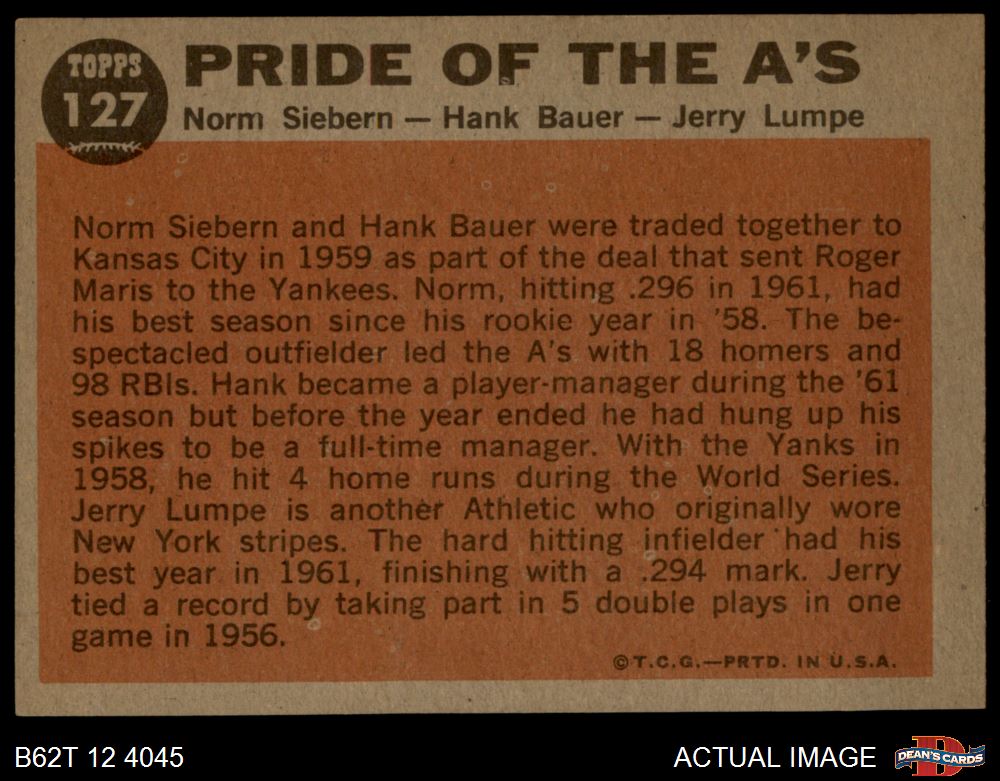 TOPPS
127
PRIDE OF THE A'S
Norm Siebern — Hank Bauer — Jerry Lumpe
Norm Siebern and Hank Bauer were traded together to
Kansas City in 1959 as part of the deal that sent Roger
Maris to the Yankees. Norm, hitting .296 in 1961, had
his best season since his rookie year in '58. The be-
spectacled outfielder led the A's with 18 homers and
98 RBIs. Hank became a player-manager during the '61
season but before the year ended he had hung up his
spikes to be a full-time manager. With the Yanks in
1958, he hit 4 home runs during the World Series.
Jerry Lumpe is another Athletic who originally wore
New York stripes. The hard hitting infielder had his
best year in 1961, finishing with a .294 mark. Jerry
tied a record by taking part in 5 double plays in one
game in 1956.
©T.C.G.—PRTD. IN U.S.A.
B62T 12 4045
ACTUAL IMAGE
D
DEAN'S CARDS